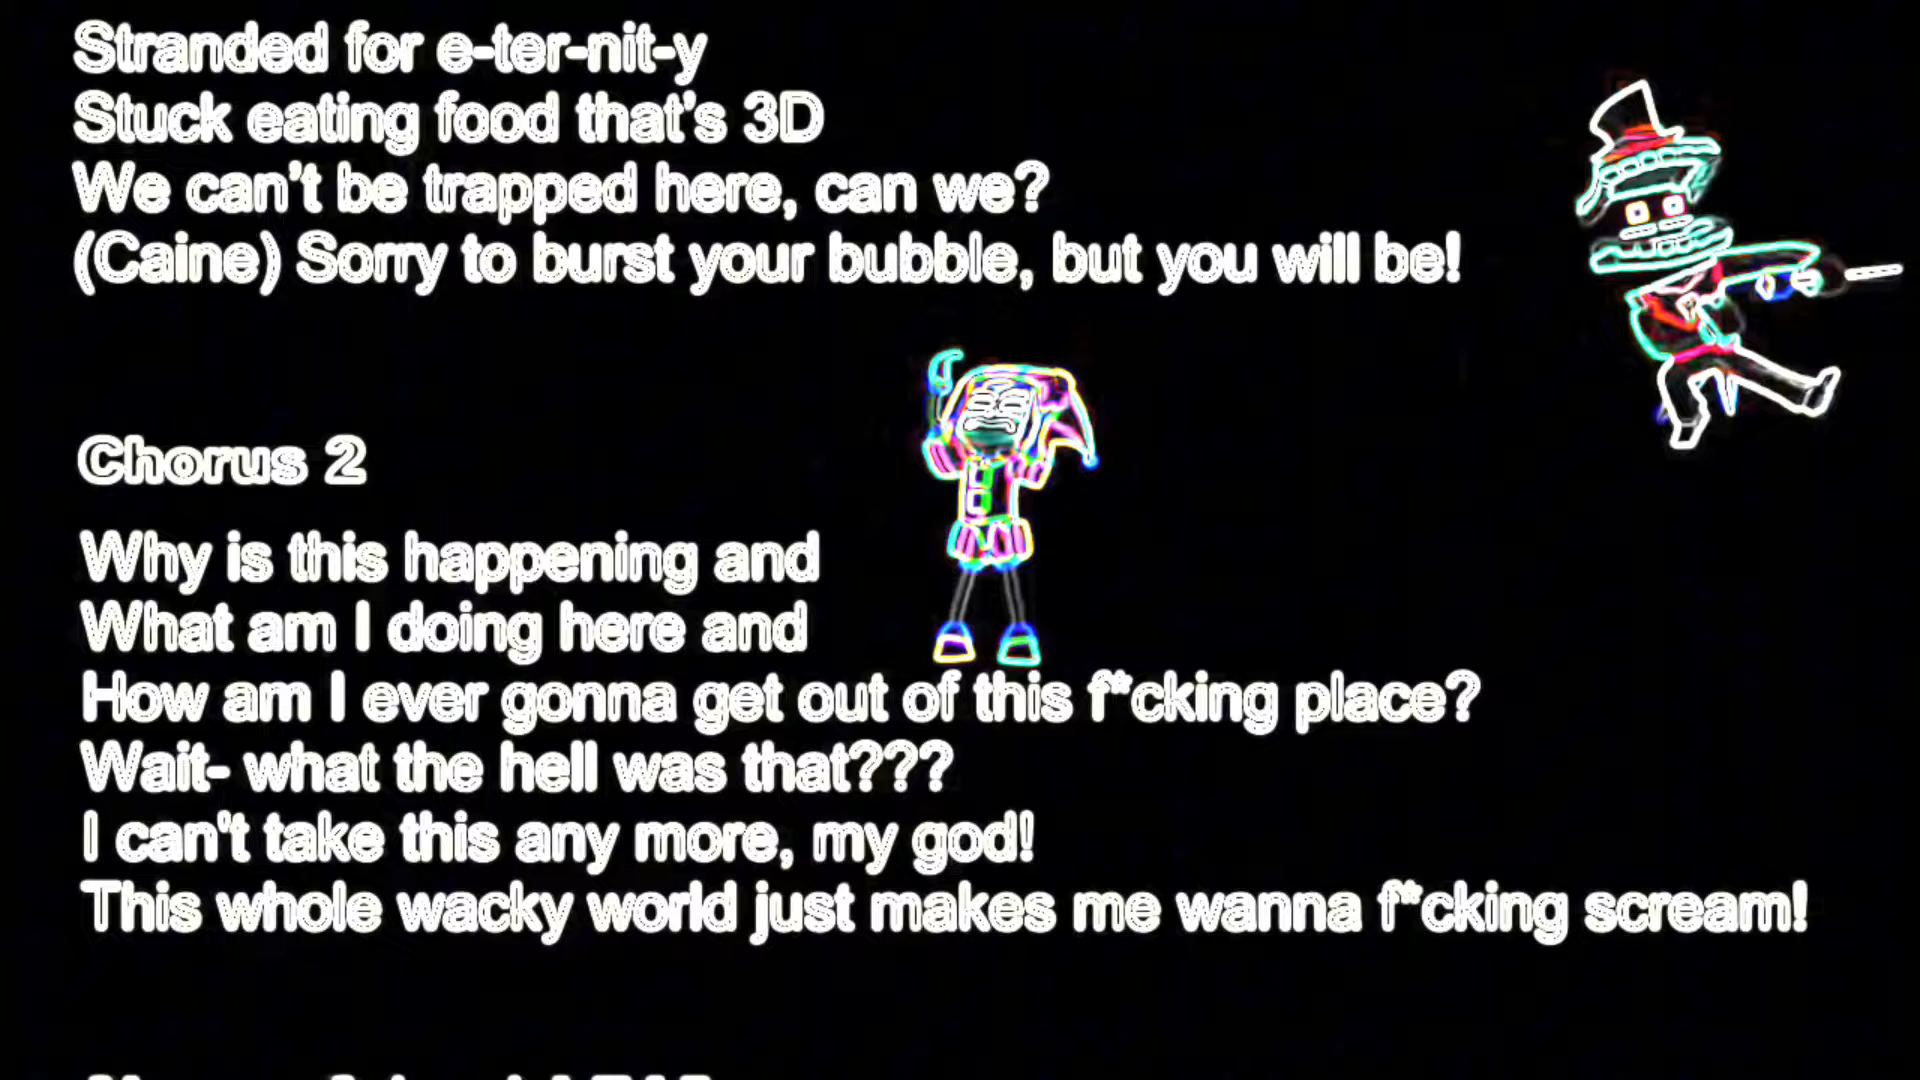 Stranded for e-ter-nit-y
Stuck eating food that's 3D
We can't be trapped here, can we?
(Caine) Sorry to burst your bubble, but you will be!
Chorus 2
Why is this happening and
What am I doing here and
How am I ever gonna get out of this f*cking place?
Wait- what the hell was that???
I can't take this any more, my god!
This whole wacky world just makes me wanna f*cking scream!